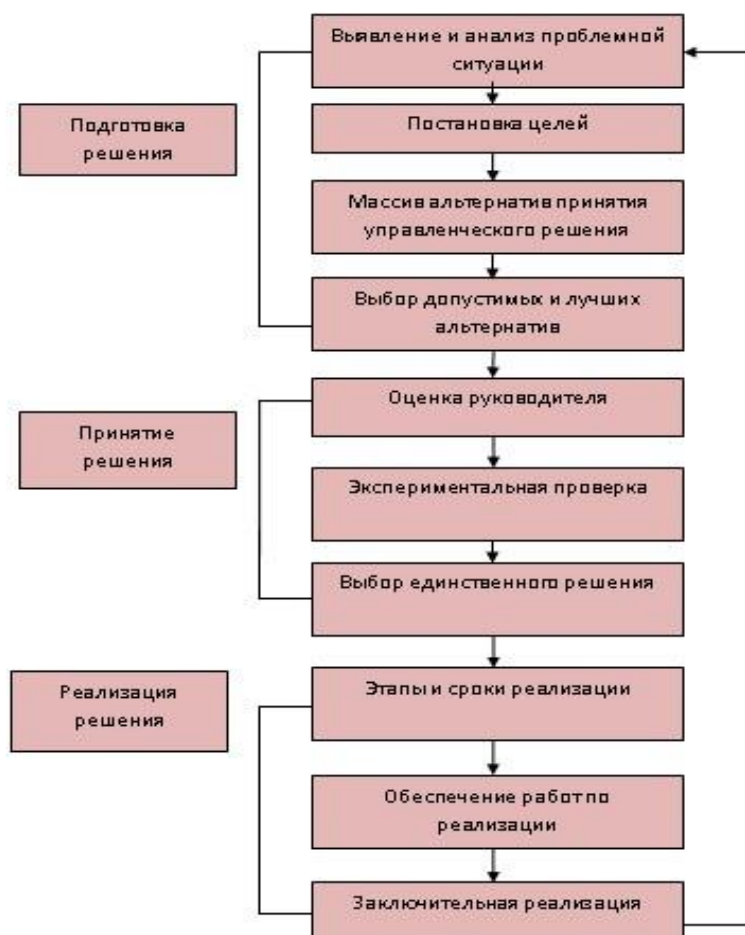 Выявление и анализ проблемной
ситуации
Подготовка
решения
Постановка целей
Массив альтернатив принятия
управленческого решения
Выбор допустимых и лучших
альтернатив
Принятие
решения
Оценка руководителя
Экспериментальная проверка
Выбор единственного решения
Реализация
решения
Этапы и сроки реализации
Обеспечение работ по
реализации
Заключительная реализация